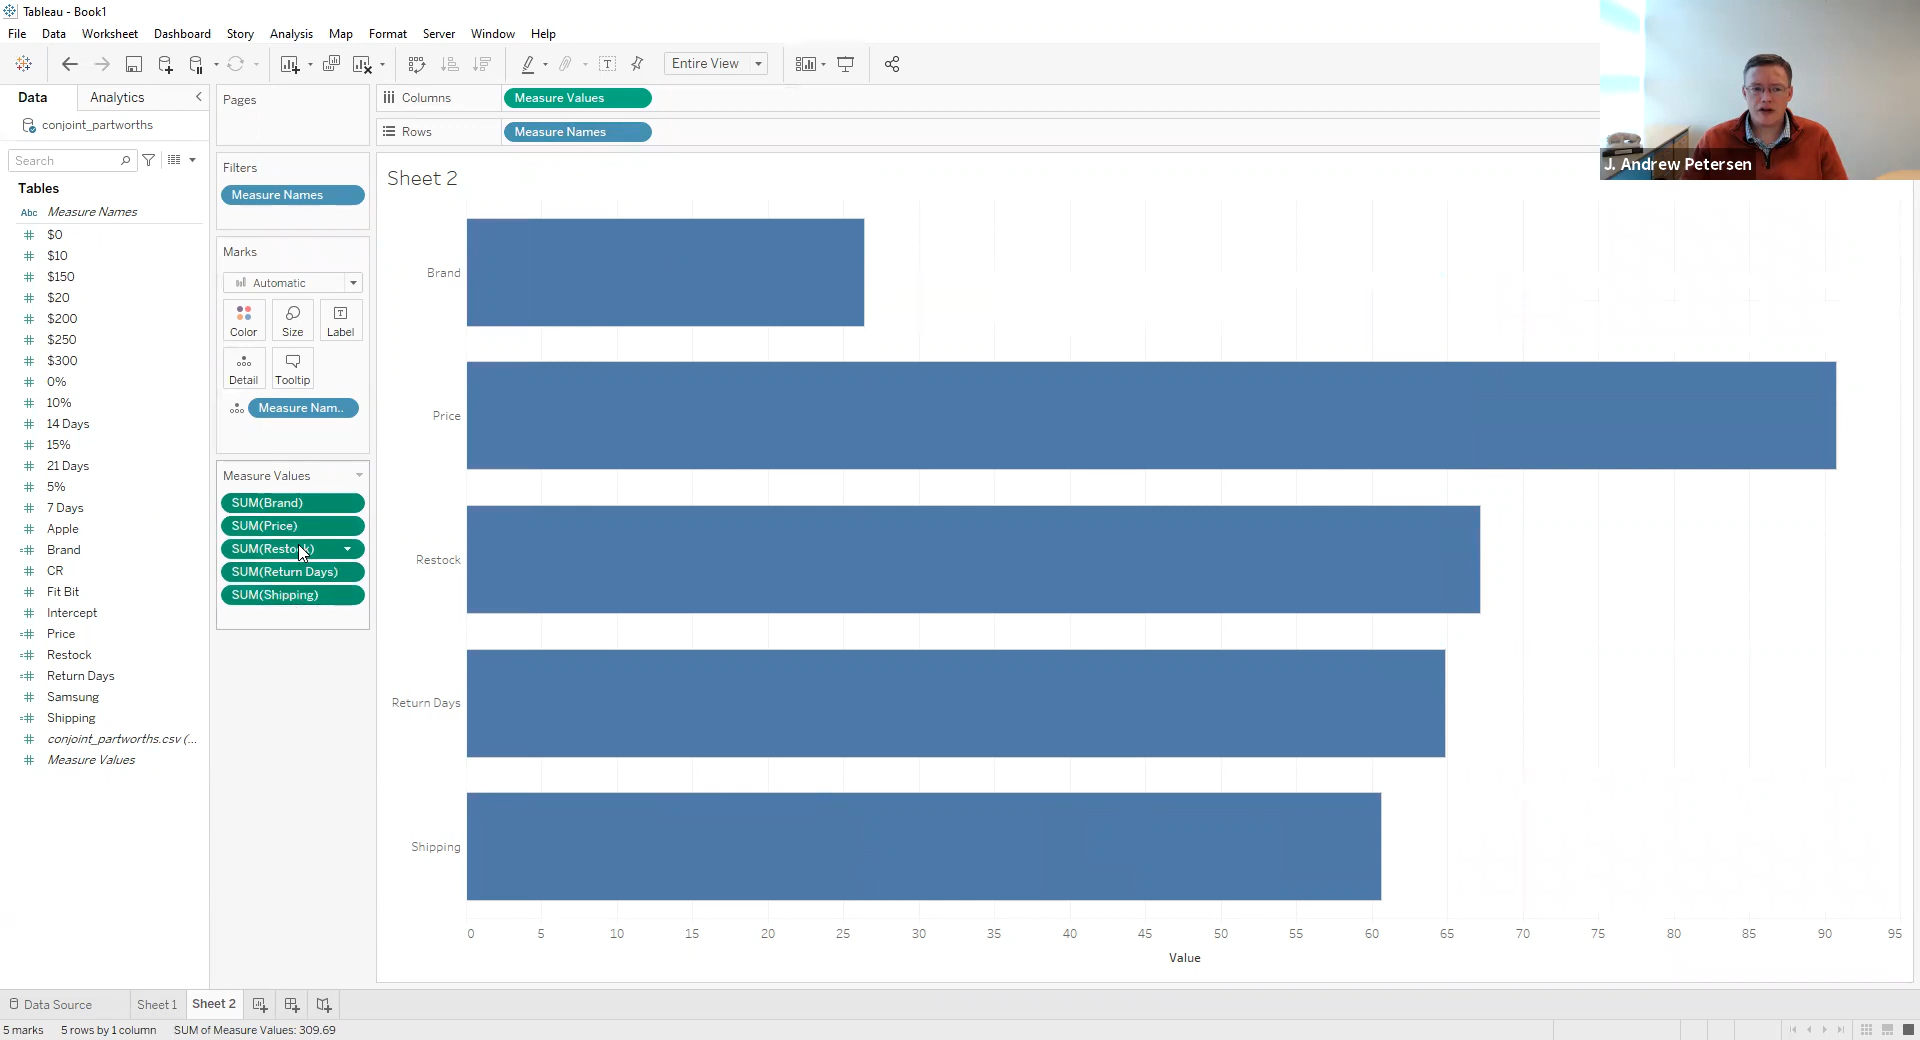 Tableau - Book1
File Data Worksheet Dashboard Story Analysis Map Format Server Window Help
Entire View
Data Analytics
conjoint_partworths
Search
Tables
Abc Measure Names
$0
$10
$150
$20
$200
$250
$300
0%
10%
14 Days
15%
21 Days
5%
7 Days
Apple
Brand
CR
Fit Bit
Intercept
Price
Restock
Return Days
Samsung
Shipping
conjoint_partworths.csv (...
Measure Values
Pages
Filters
Measure Names
Marks
Automatic
Color Size Label
Detail Tooltip
Measure Nam..
Measure Values
SUM(Brand)
SUM(Price)
SUM(Restock)
SUM(Return Days)
SUM(Shipping)
Columns Measure Values
Rows Measure Names
Sheet 2
Brand
Price
Restock
Return Days
Shipping
0 5 10 15 20 25 30 35 40 45 50 55 60 65 70 75 80 85 90 95
Value
J. Andrew Petersen
Data Source Sheet 1 Sheet 2
5 marks 5 rows by 1 column SUM of Measure Values: 309.69